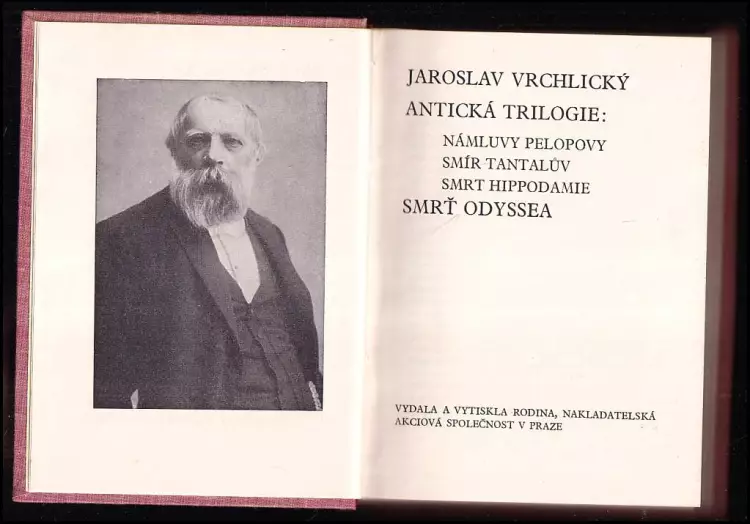 JAROSLAV VRCHLICKÝ
ANTICKÁ TRILOGIE:
NÁMLUVY PELOPOVY
SMÍR TANTALŮV
SMRT HIPPODAMIE
SMRŤ ODYSSEA
VYDALA A VYTISKLA RODINA, NAKLADATELSKÁ
AKCIOVÁ SPOLEČNOST V PRAZE